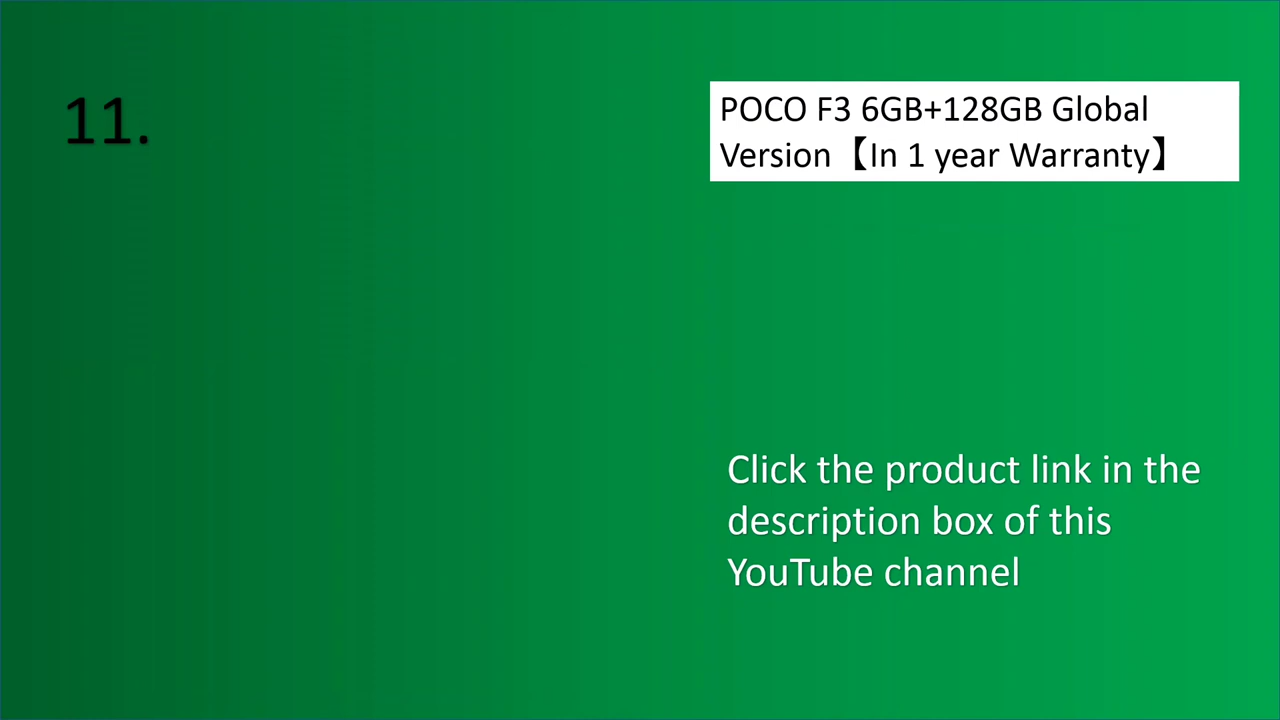 11.
POCO F3 6GB+128GB Global
Version【In 1 year Warranty】
Click the product link in the
description box of this
YouTube channel